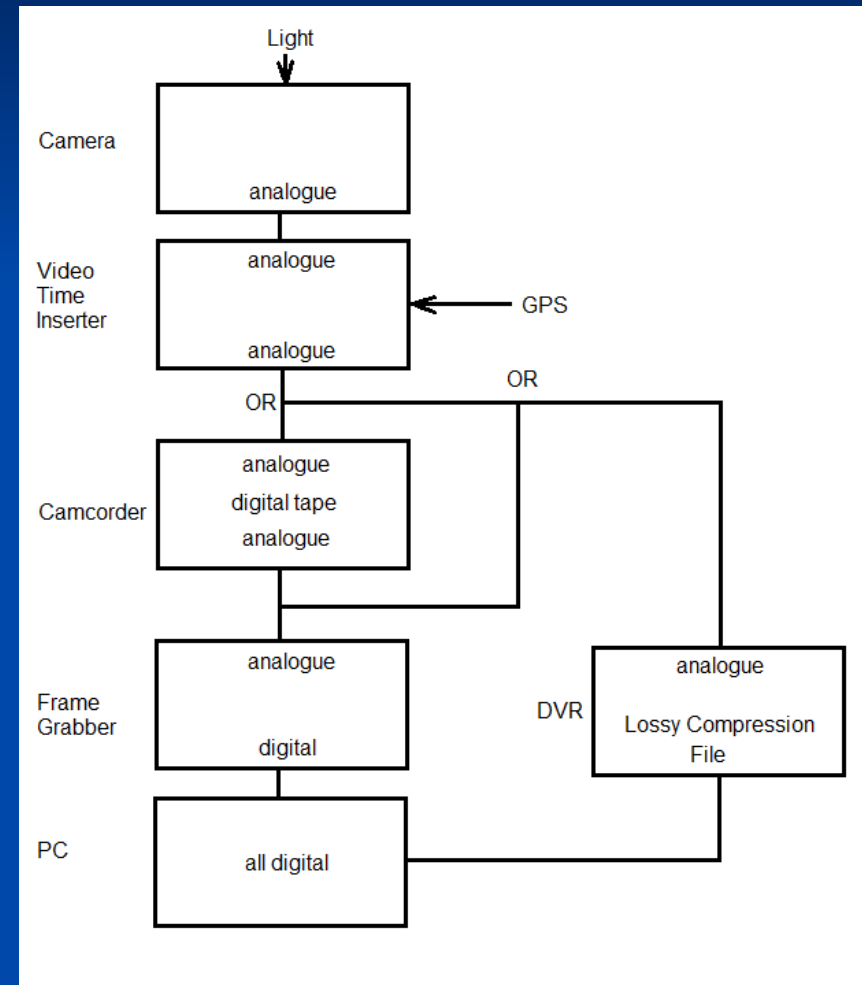 Light
Camera
analogue
analogue
Video
Time
Inserter
GPS
analogue
OR
OR
analogue
digital tape
Camcorder
analogue
analogue
Frame
Grabber
digital
analogue
DVR
Lossy Compression
File
PC
all digital